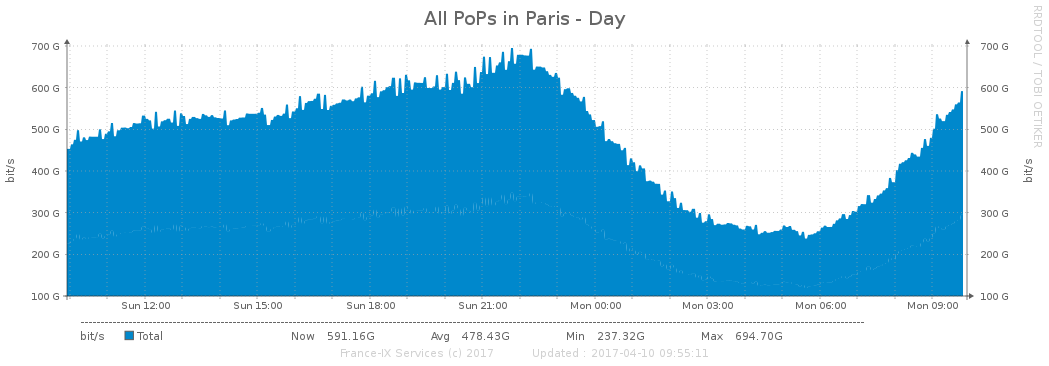 All PoPs in Paris - Day
RRDTOOL / TOBI OETIKER
bit/s
700 G
600 G
500 G
400 G
300 G
200 G
100 G
700 G
600 G
500 G
400 G
300 G
200 G
100 G
bit/s
Sun 12:00 Sun 15:00 Sun 18:00 Sun 21:00 Mon 00:00 Mon 03:00 Mon 06:00 Mon 09:00
bit/s Total Now 591.16G Avg 478.43G Min 237.32G Max 694.70G
France-IX Services (c) 2017 Updated : 2017-04-10 09:55:11